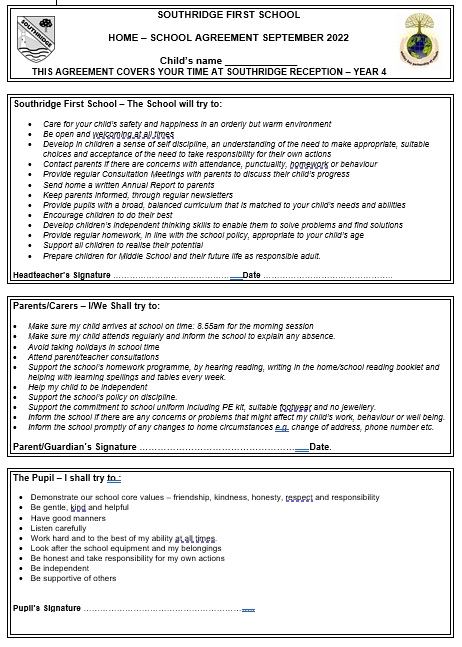 SOUTHRIDGE
SOUTHRIDGE FIRST SCHOOL
HOME – SCHOOL AGREEMENT SEPTEMBER 2022
Child's name _____________
THIS AGREEMENT COVERS YOUR TIME AT SOUTHRIDGE RECEPTION – YEAR 4
Southridge First School – The School will try to:
• Care for your child's safety and happiness in an orderly but warm environment
• Be open and welcoming at all times
• Develop in children a sense of self discipline, an understanding of the need to make appropriate, suitable
choices and acceptance of the need to take responsibility for their own actions
• Contact parents if there are concerns with attendance, punctuality, homework or behaviour
• Provide regular Consultation Meetings with parents to discuss their child's progress
• Send home a written Annual Report to parents
• Keep parents informed, through regular newsletters
• Provide pupils with a broad, balanced curriculum that is matched to your child's needs and abilities
• Encourage children to do their best
• Develop children's independent thinking skills to enable them to solve problems and find solutions
• Provide regular homework, in line with the school policy, appropriate to your child's age
• Support all children to realise their potential
• Prepare children for Middle School and their future life as responsible adult.
Headteacher's Signature ……………………………………___Date ………………………………………….
Parents/Carers – I/We Shall try to:
• Make sure my child arrives at school on time: 8.55am for the morning session
• Make sure my child attends regularly and inform the school to explain any absence.
• Avoid taking holidays in school time
• Attend parent/teacher consultations
• Support the school's homework programme, by hearing reading, writing in the home/school reading booklet and
helping with learning spellings and tables every week.
• Help my child to be independent
• Support the school's policy on discipline.
• Support the commitment to school uniform including PE kit, suitable footwear and no jewellery.
• Inform the school if there are any concerns or problems that might affect my child's work, behaviour or well being.
• Inform the school promptly of any changes to home circumstances e.g. change of address, phone number etc.
Parent/Guardian's Signature ……………………………………………___Date.
The Pupil – I shall try to :
• Demonstrate our school core values – friendship, kindness, honesty, respect and responsibility
• Be gentle, kind and helpful
• Have good manners
• Listen carefully
• Work hard and to the best of my ability at all times.
• Look after the school equipment and my belongings
• Be honest and take responsibility for my own actions
• Be independent
• Be supportive of others
Pupil's Signature ……………………………………………………